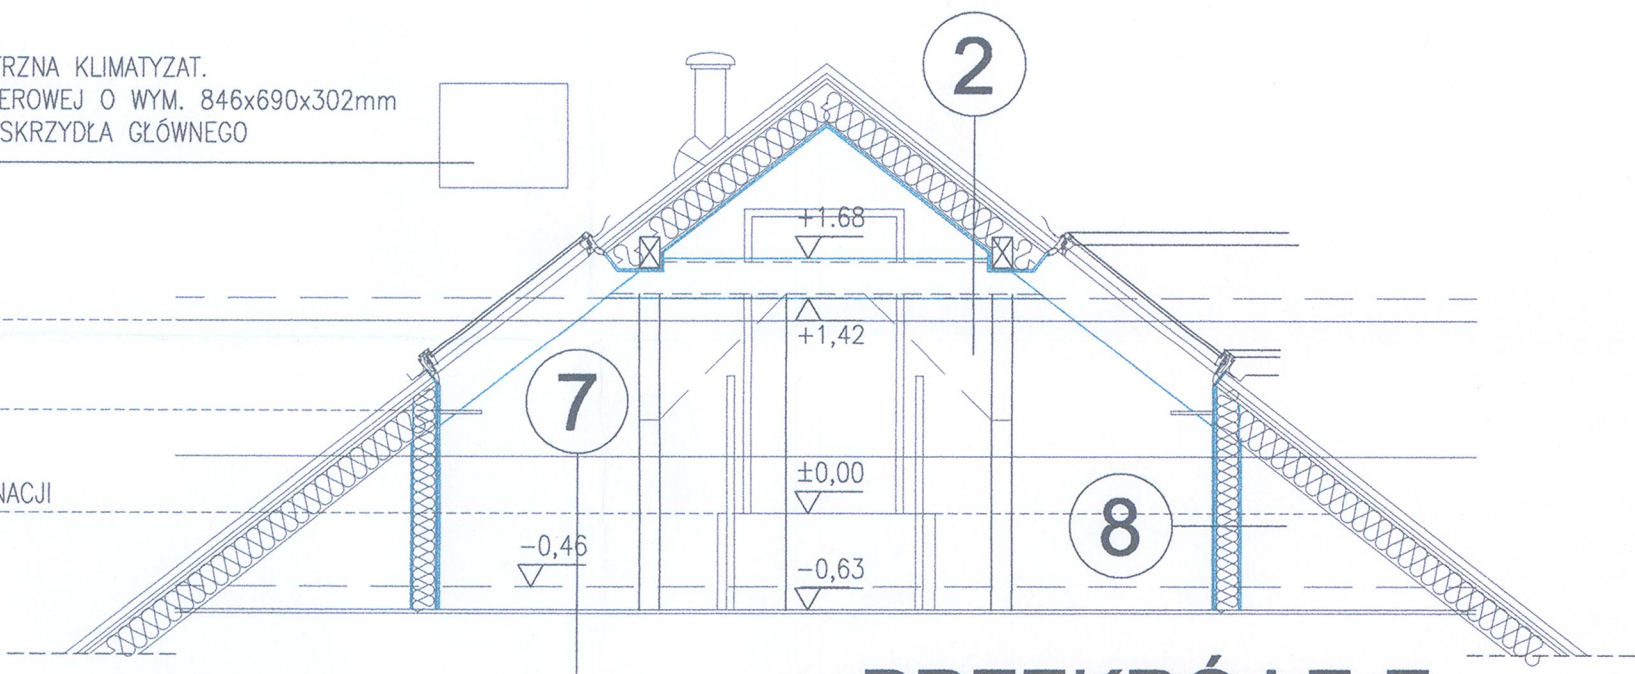 TRZNA KLIMATYZAT.
EROWEJ O WYM. 846x690x302mm
SKRZYDŁA GŁÓWNEGO
2
+1.68
+1,42
7
NACJI
±0,00
8
-0,46
-0,63